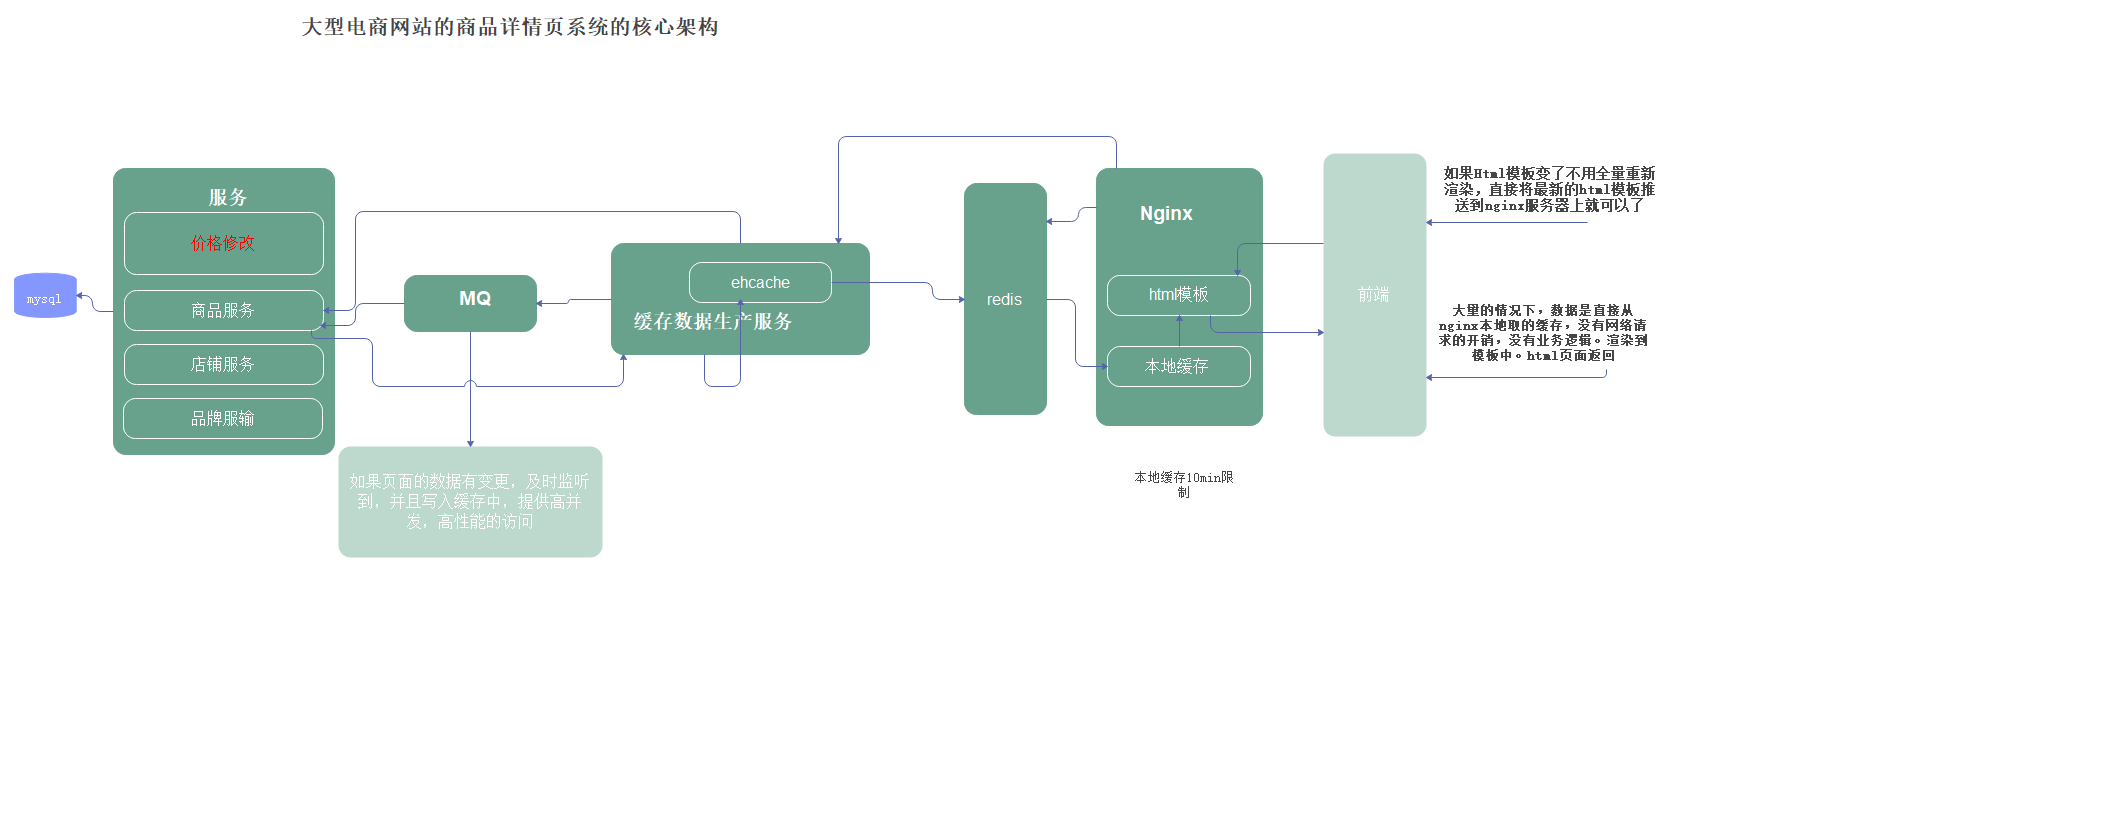 大型电商网站的商品详情页系统的核心架构
服务
价格修改
商品服务
店铺服务
品牌服输
mysql
MQ
如果页面的数据有变更，及时监听
到，并且写入缓存中，提供高并
发，高性能的访问
ehcache
缓存数据生产服务
redis
Nginx
html模板
本地缓存
本地缓存10min限
制
前端
如果Html模板变了不用全量重新
渲染，直接将最新的html模板推
送到nginx服务器上就可以了
大量的情况下，数据是直接从
nginx本地取的缓存，没有网络请
求的开销，没有业务逻辑。渲染到
模板中。html页面返回